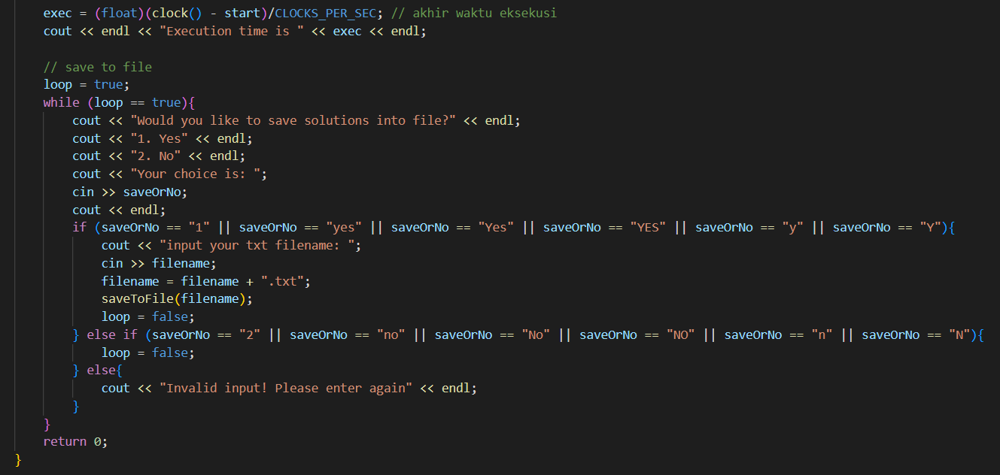 exec = (float)(clock() - start)/CLOCKS_PER_SEC; // akhir waktu eksekusi
cout << endl << "Execution time is " << exec << endl;
// save to file
loop = true;
while (loop == true){
cout << "Would you like to save solutions into file?" << endl;
cout << "1. Yes" << endl;
cout << "2. No" << endl;
cout << "Your choice is: ";
cin >> saveOrNo;
cout << endl;
if (saveOrNo == "1" || saveOrNo == "yes" || saveOrNo == "Yes" || saveOrNo == "YES" || saveOrNo == "y" || saveOrNo == "Y"){
cout << "input your txt filename: ";
cin >> filename;
filename = filename + ".txt";
saveToFile(filename);
loop = false;
} else if (saveOrNo == "2" || saveOrNo == "no" || saveOrNo == "No" || saveOrNo == "NO" || saveOrNo == "n" || saveOrNo == "N"){
loop = false;
} else{
cout << "Invalid input! Please enter again" << endl;
}
}
return 0;
}